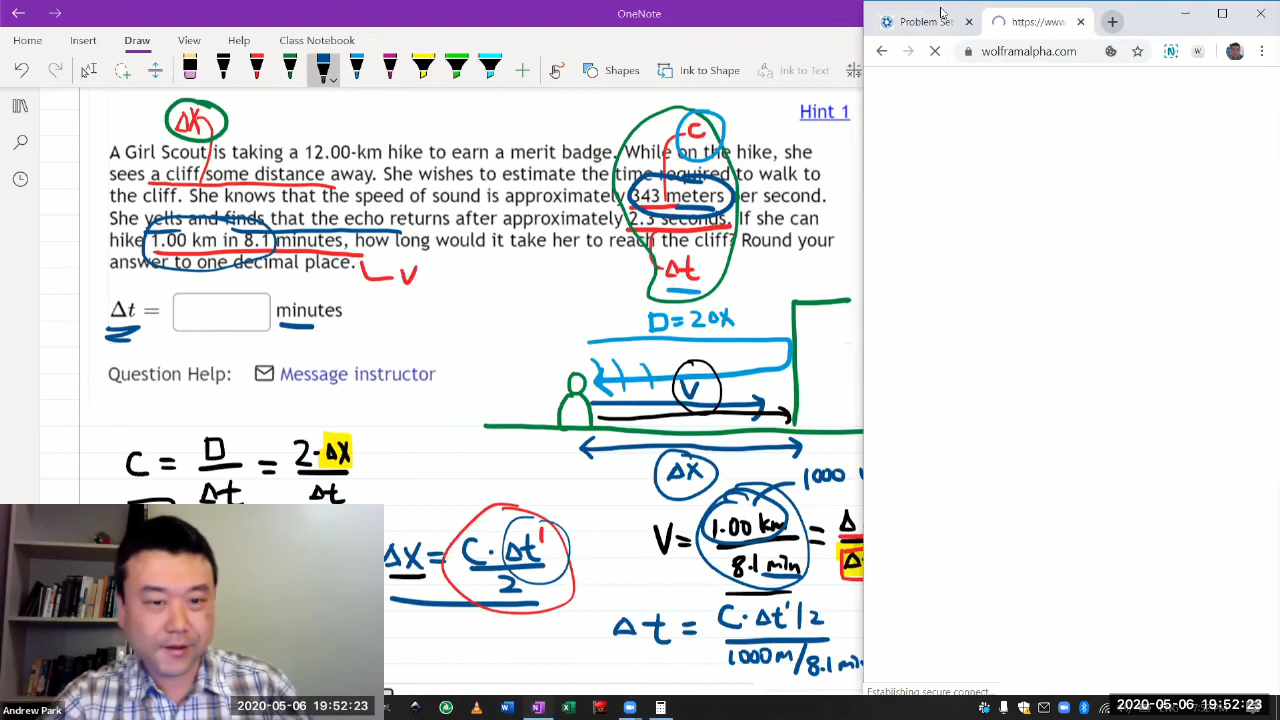 OneNote
Problem Set
https://www
wolframalpha.com
Home
Insert
Draw
View
Help
Class Notebook
Shapes
Ink to Shape
Ink to Text
Hint 1
Δx
C
A Girl Scout is taking a 12.00-km hike to earn a merit badge. While on the hike, she
sees a cliff some distance away. She wishes to estimate the time required to walk to
the cliff. She knows that the speed of sound is approximately 343 meters per second.
She yells and finds that the echo returns after approximately 2.3 seconds. If she can
hike 1.00 km in 8.1 minutes, how long would it take her to reach the cliff? Round your
answer to one decimal place.
V
Δt
Δt =
minutes
D = 2Δx
Question Help:
Message instructor
V
C = D/Δt = 2·Δx/Δt
Δx
1000
Δx = C·Δt'/2
V = 1.00 km/8.1 min =
Δt = C·Δt'/2
1000 m/8.1 min
Establishing secure connect...
Andrew Park
2020-05-06 19:52:23
2020-05-06 19:52:23